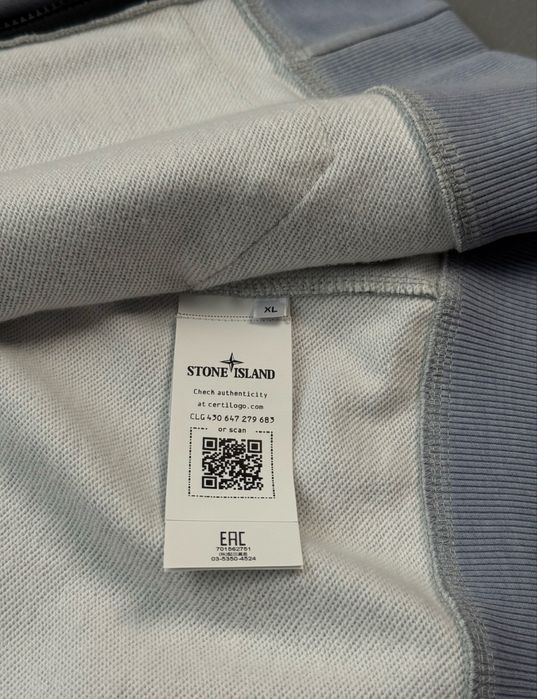 XL
STONE ISLAND
Check authenticity
at certilogo.com
CLG 430 647 279 683
or scan
EAC
701562751
03-5350-4524